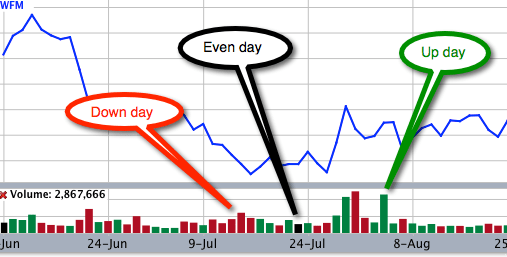 WFM
Even day
Up day
Down day
Volume: 2,867,666
-Jun
24-Jun
9-Jul
24-Jul
8-Aug
25